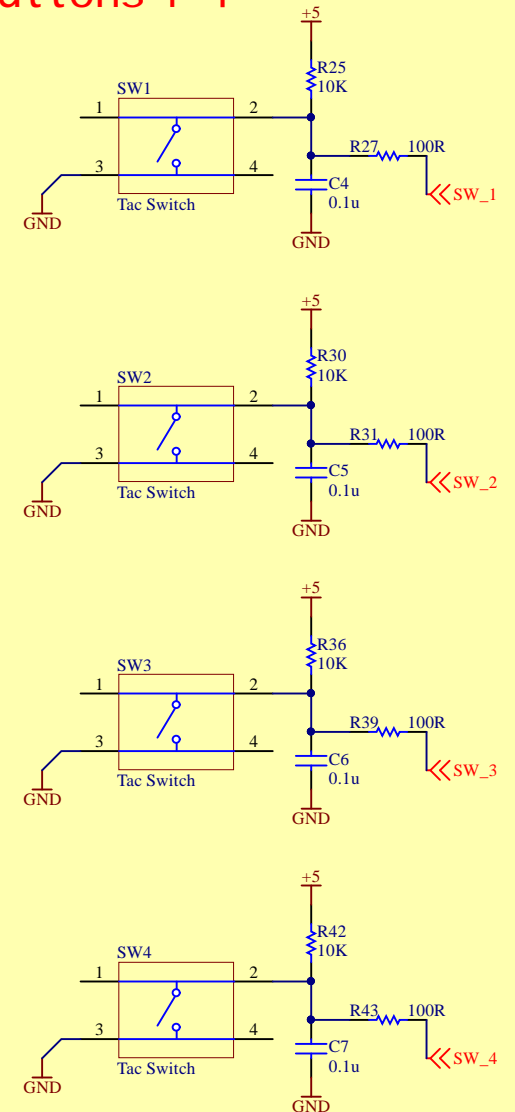 +5
R25
10K
SW1
1 2
R27 100R
3 4
C4
SW_1
0.1u
Tac Switch
GND
GND
+5
R30
10K
SW2
1 2
R31 100R
3 4
C5
SW_2
0.1u
Tac Switch
GND
GND
+5
R36
10K
SW3
1 2
R39 100R
3 4
C6
SW_3
0.1u
Tac Switch
GND
GND
+5
R42
10K
SW4
1 2
R43 100R
3 4
C7
SW_4
0.1u
Tac Switch
GND
GND